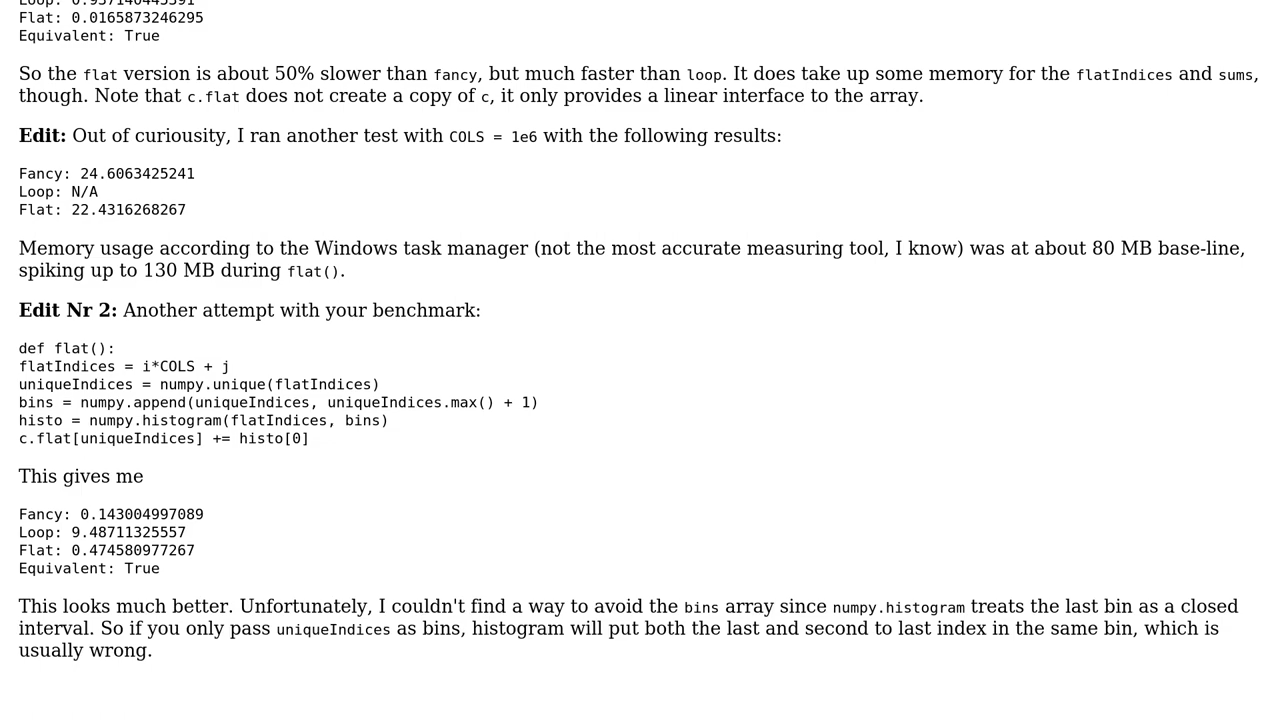 Loop: 0.937140445391
Flat: 0.0165873246295
Equivalent: True
So the flat version is about 50% slower than fancy, but much faster than loop. It does take up some memory for the flatIndices and sums,
though. Note that c.flat does not create a copy of c, it only provides a linear interface to the array.
Edit: Out of curiousity, I ran another test with COLS = 1e6 with the following results:
Fancy: 24.6063425241
Loop: N/A
Flat: 22.4316268267
Memory usage according to the Windows task manager (not the most accurate measuring tool, I know) was at about 80 MB base-line,
spiking up to 130 MB during flat().
Edit Nr 2: Another attempt with your benchmark:
def flat():
flatIndices = i*COLS + j
uniqueIndices = numpy.unique(flatIndices)
bins = numpy.append(uniqueIndices, uniqueIndices.max() + 1)
histo = numpy.histogram(flatIndices, bins)
c.flat[uniqueIndices] += histo[0]
This gives me
Fancy: 0.143004997089
Loop: 9.48711325557
Flat: 0.474580977267
Equivalent: True
This looks much better. Unfortunately, I couldn't find a way to avoid the bins array since numpy.histogram treats the last bin as a closed
interval. So if you only pass uniqueIndices as bins, histogram will put both the last and second to last index in the same bin, which is
usually wrong.